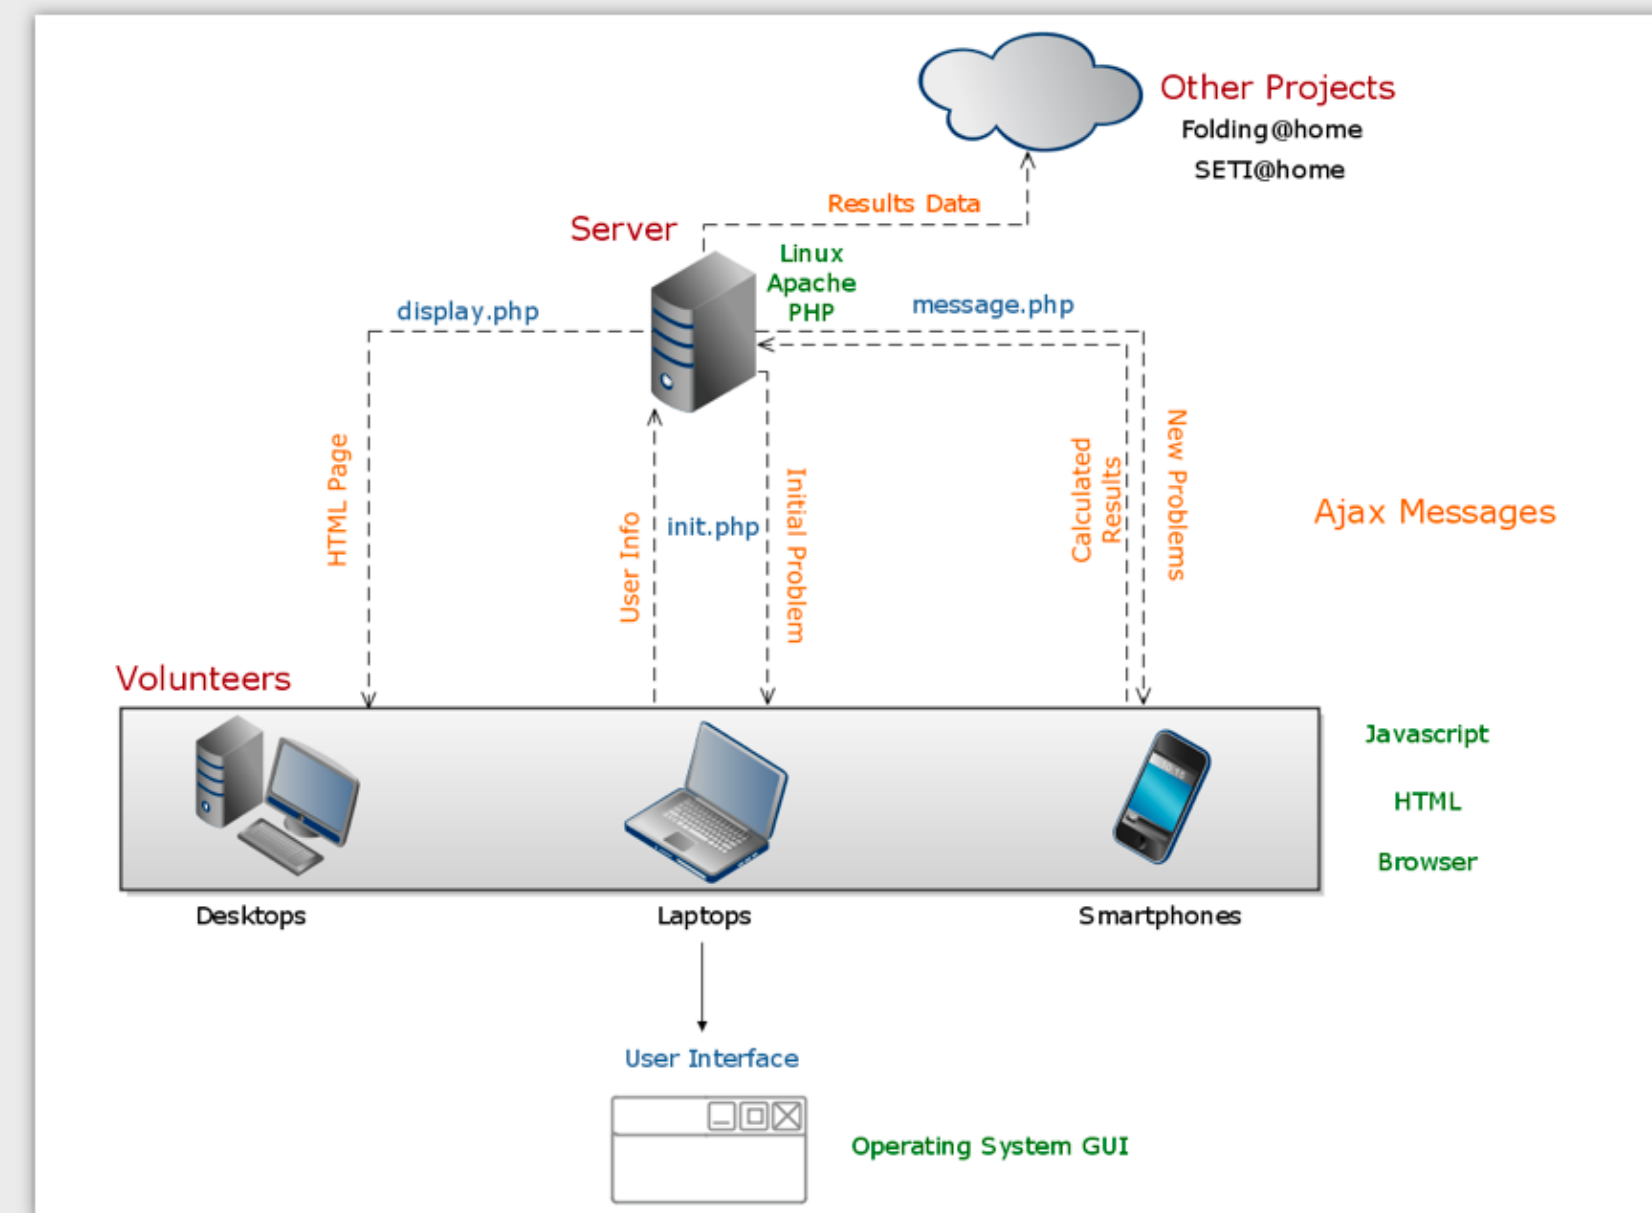 Other Projects
Folding@home
SETI@home
Results Data
Server
Linux
Apache
PHP
display.php
message.php
HTML Page
User Info
init.php
Initial Problem
Calculated
Results
New Problems
Ajax Messages
Volunteers
Javascript
HTML
Browser
Desktops
Laptops
Smartphones
User Interface
Operating System GUI